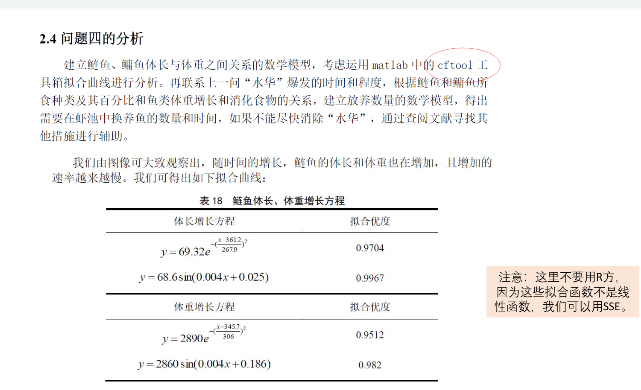 2.4 问题四的分析
建立鲢鱼、鳙鱼体长与体重之间关系的数学模型，考虑运用 matlab 中的 cftool 工
具箱拟合曲线进行分析。再联系上一问“水华”爆发的时间和程度，根据鲢鱼和鳙鱼所
食种类及其百分比和鱼类体重增长和消化食物的关系，建立放养数量的数学模型，得出
需要在虾池中换养鱼的数量和时间，如果不能尽快消除“水华”，通过查阅文献寻找其
他措施进行辅助。
我们由图像可大致观察出，随时间的增长，鲢鱼的体长和体重也在增加，且增加的
速率越来越慢。我们可得出如下拟合曲线：
表 18 鲢鱼体长、体重增长方程
体长增长方程 拟合优度
y = 69.32e^{-(\frac{x-361.2}{267.9})^2} 0.9704
y = 68.6sin(0.004x+0.025) 0.9967
体重增长方程 拟合优度
y = 2890e^{-(\frac{x-345.7}{306})^2} 0.9512
y = 2860sin(0.004x+0.186) 0.982
注意：这里不要用R方，
因为这些拟合函数不是线
性函数，我们可以用SSE。